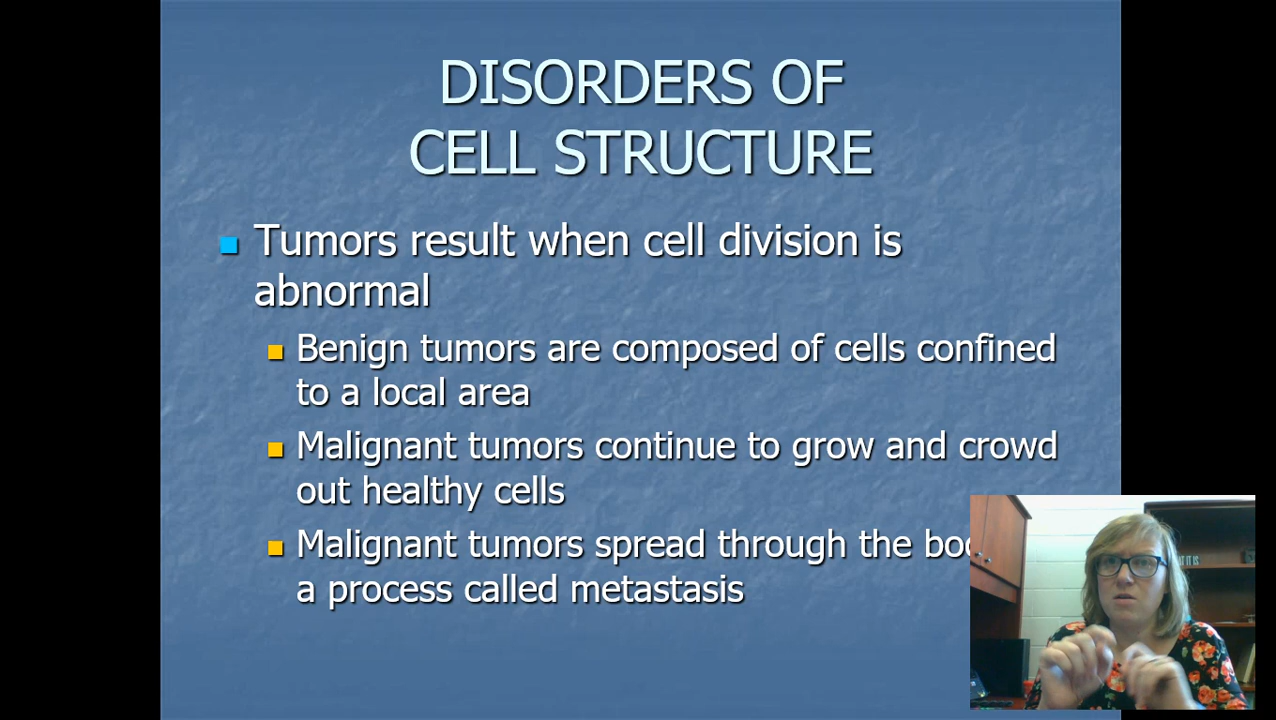 DISORDERS OF
CELL STRUCTURE
Tumors result when cell division is
abnormal
Benign tumors are composed of cells confined
to a local area
Malignant tumors continue to grow and crowd
out healthy cells
Malignant tumors spread through the
a process called metastasis